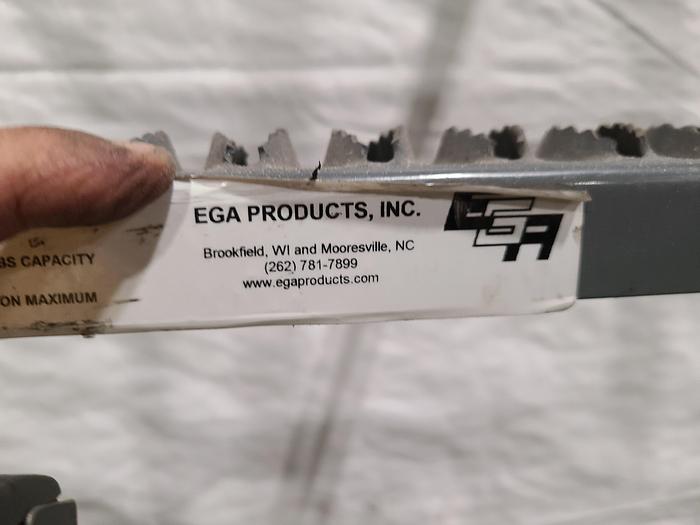 EGA PRODUCTS, INC.
EGA
Brookfield, WI and Mooresville, NC
(262) 781-7899
www.egaproducts.com
BS CAPACITY
ON MAXIMUM